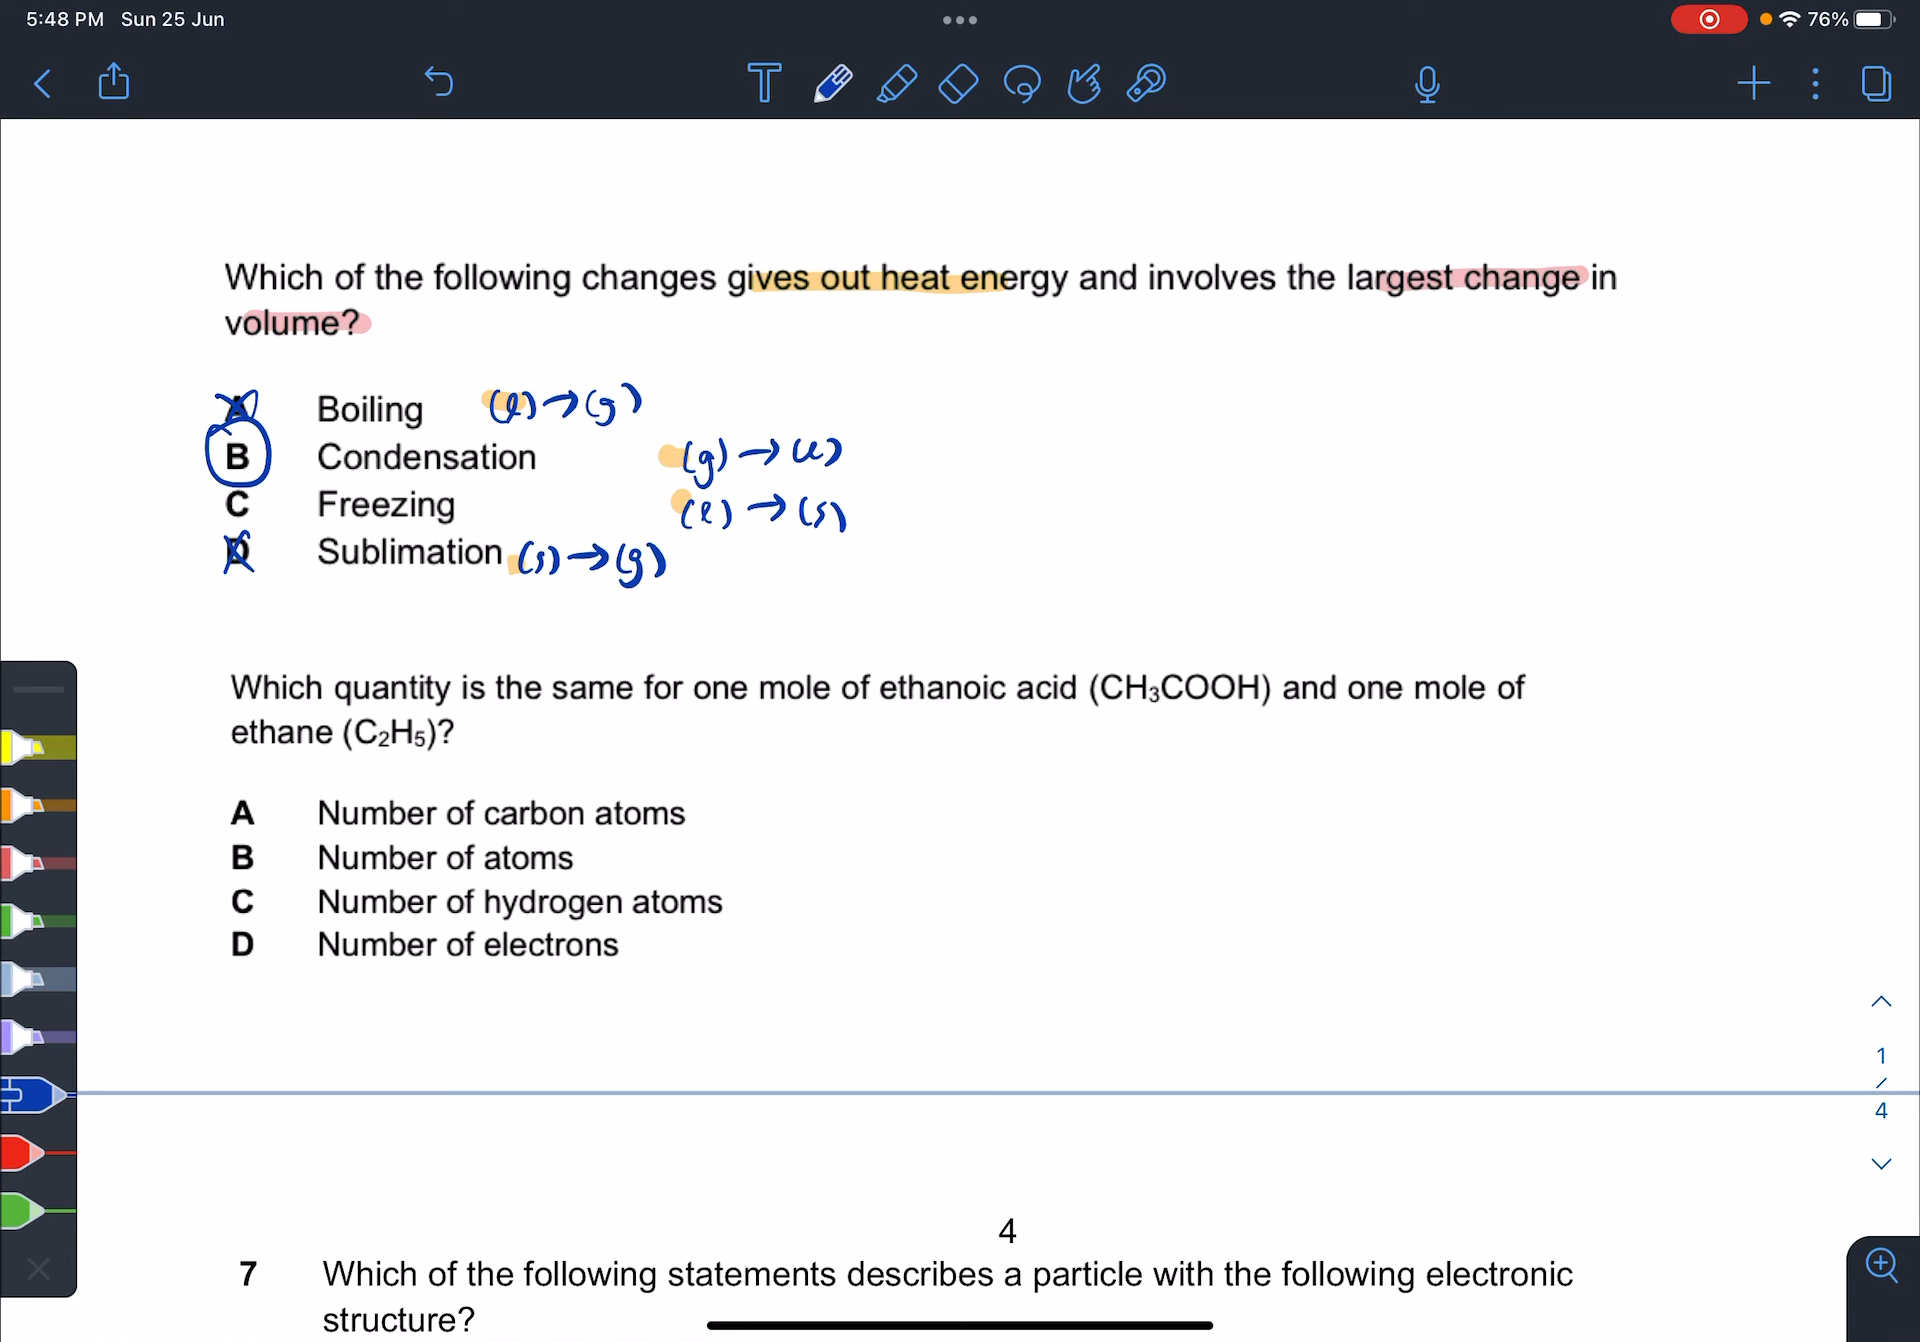 5:48 PM Sun 25 Jun
76%
T
Which of the following changes gives out heat energy and involves the largest change in
volume?
A Boiling (l) → (g)
B Condensation (g) → (l)
C Freezing (l) → (s)
D Sublimation (s) → (g)
Which quantity is the same for one mole of ethanoic acid (CH₃COOH) and one mole of
ethane (C₂H₅)?
A Number of carbon atoms
B Number of atoms
C Number of hydrogen atoms
D Number of electrons
1
/
4
4
7 Which of the following statements describes a particle with the following electronic
structure?